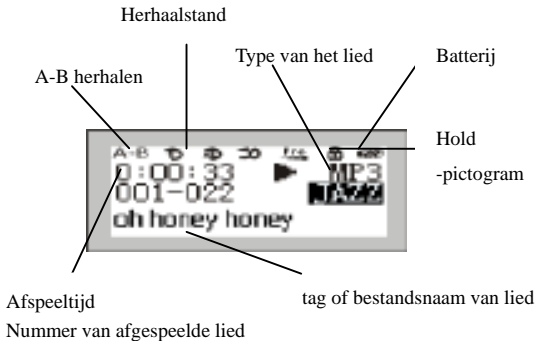 Herhaalstand
Type van het lied
Batterij
A-B herhalen
Hold
-pictogram
A-B
0:00:33 MP3
001-022 JAZZ
oh honey honey
Afspeeltijd
tag of bestandsnaam van lied
Nummer van afgespeelde lied